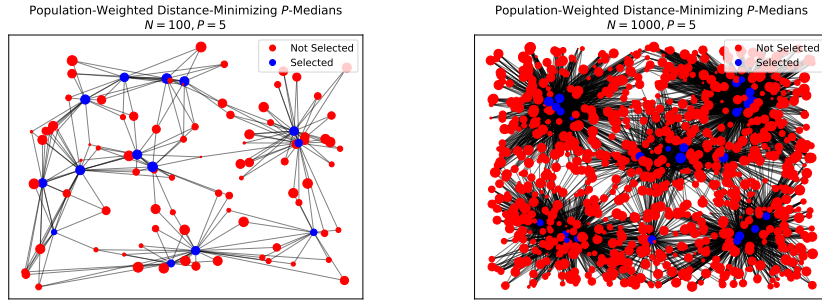 Population-Weighted Distance-Minimizing P-Medians
N = 100, P = 5
Not Selected
Selected
Population-Weighted Distance-Minimizing P-Medians
N = 1000, P = 5
Not Selected
Selected